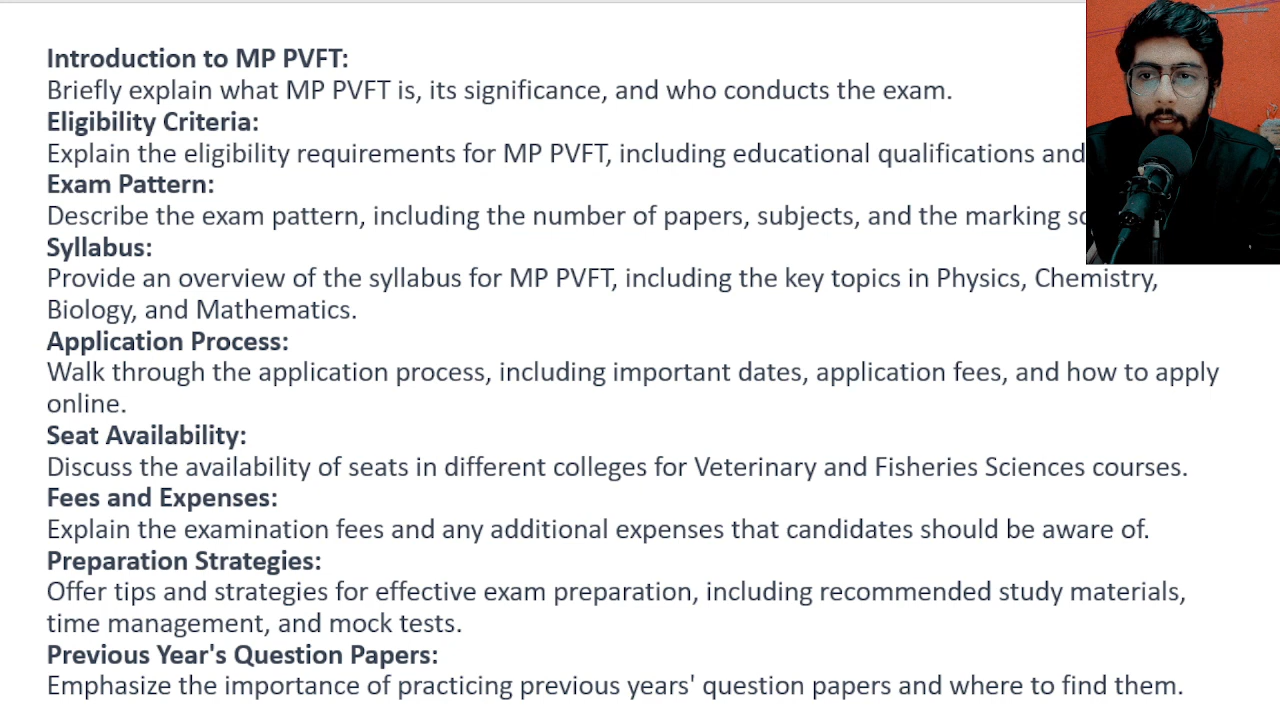 Introduction to MP PVFT:
Briefly explain what MP PVFT is, its significance, and who conducts the exam.
Eligibility Criteria:
Explain the eligibility requirements for MP PVFT, including educational qualifications and
Exam Pattern:
Describe the exam pattern, including the number of papers, subjects, and the marking
Syllabus:
Provide an overview of the syllabus for MP PVFT, including the key topics in Physics, Chemistry,
Biology, and Mathematics.
Application Process:
Walk through the application process, including important dates, application fees, and how to apply
online.
Seat Availability:
Discuss the availability of seats in different colleges for Veterinary and Fisheries Sciences courses.
Fees and Expenses:
Explain the examination fees and any additional expenses that candidates should be aware of.
Preparation Strategies:
Offer tips and strategies for effective exam preparation, including recommended study materials,
time management, and mock tests.
Previous Year's Question Papers:
Emphasize the importance of practicing previous years' question papers and where to find them.